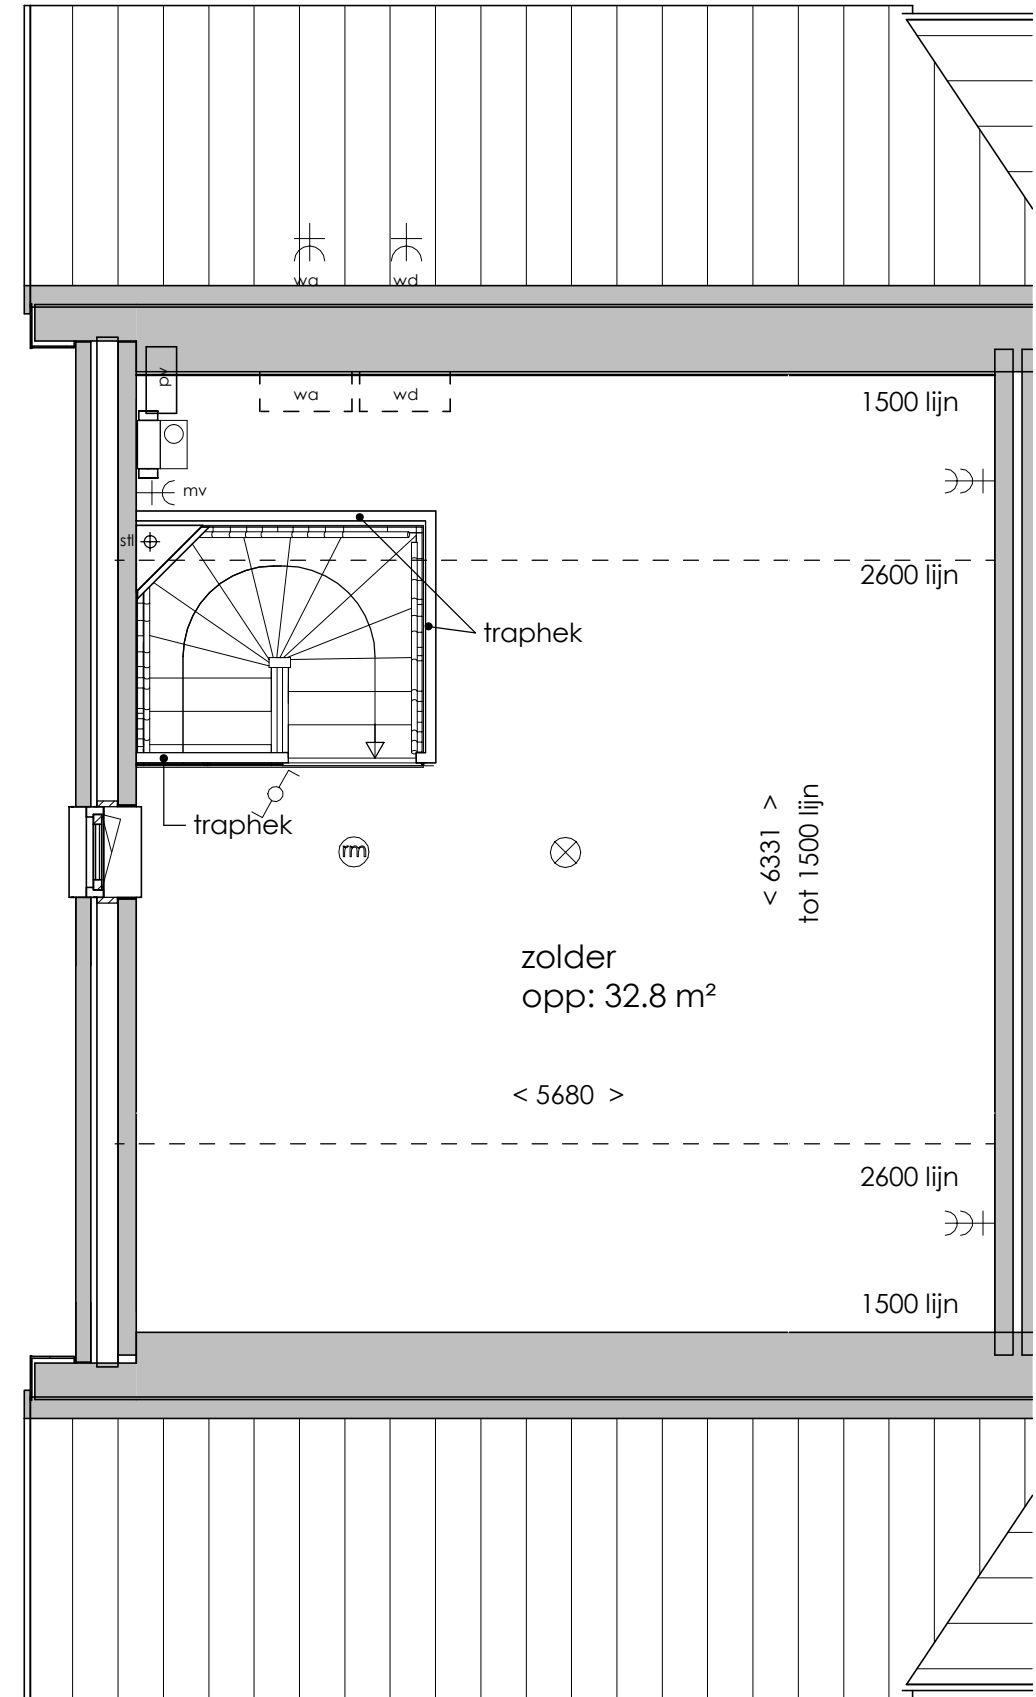 wa wd
pv
wa wd
1500 lijn
mv
stl
2600 lijn
traphek
traphek
rm
< 6331 >
tot 1500 lijn
zolder
opp: 32.8 m²
< 5680 >
2600 lijn
1500 lijn